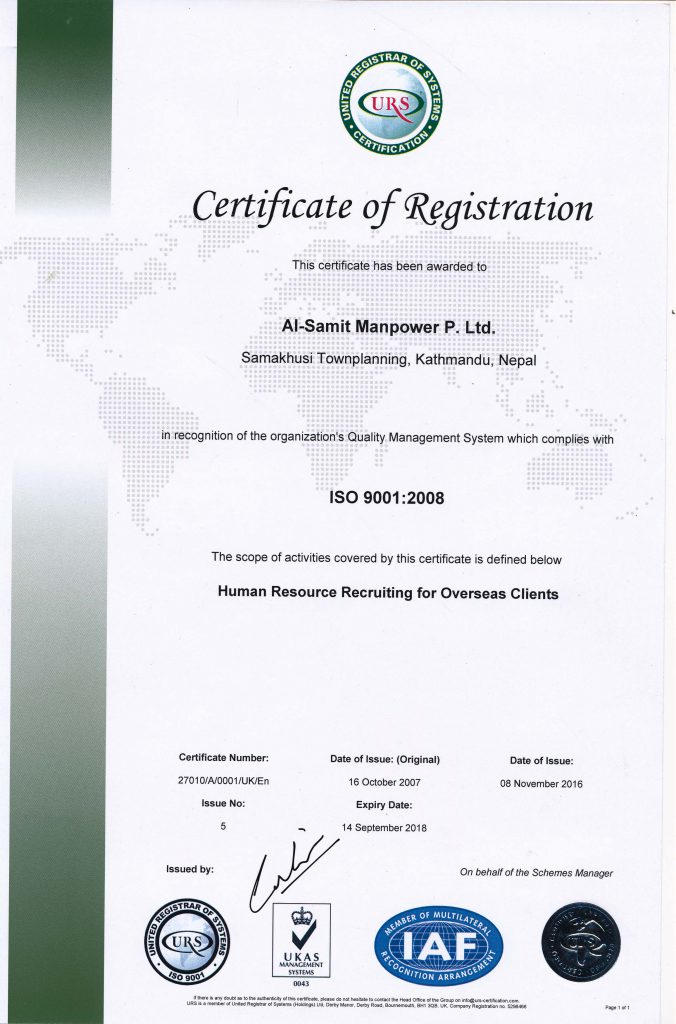 UNITED REGISTRAR OF SYSTEMS
URS
CERTIFICATION
Certificate of Registration
This certificate has been awarded to
Al-Samit Manpower P. Ltd.
Samakhusi Townplanning, Kathmandu, Nepal
in recognition of the organization's Quality Management System which complies with
ISO 9001:2008
The scope of activities covered by this certificate is defined below
Human Resource Recruiting for Overseas Clients
Certificate Number: Date of Issue: (Original) Date of Issue:
27010/A/0001/UK/En 16 October 2007 08 November 2016
Issue No: Expiry Date:
5 14 September 2018
Issued by: On behalf of the Schemes Manager
UNITED REGISTRAR OF SYSTEMS
URS
ISO 9001
UKAS
MANAGEMENT
SYSTEMS
0043
MEMBER OF MULTILATERAL
IAF
RECOGNITION ARRANGEMENT
If there is any doubt as to the authenticity of this certificate, please do not hesitate to contact the Head Office of the Group on info@urs-certification.com.
URS is a member of United Registrar of Systems (Holdings) Ltd, Derby Manor, Derby Road, Bournemouth, BH1 3QB, UK. Company Registration no. 5298466
Page 1 of 1